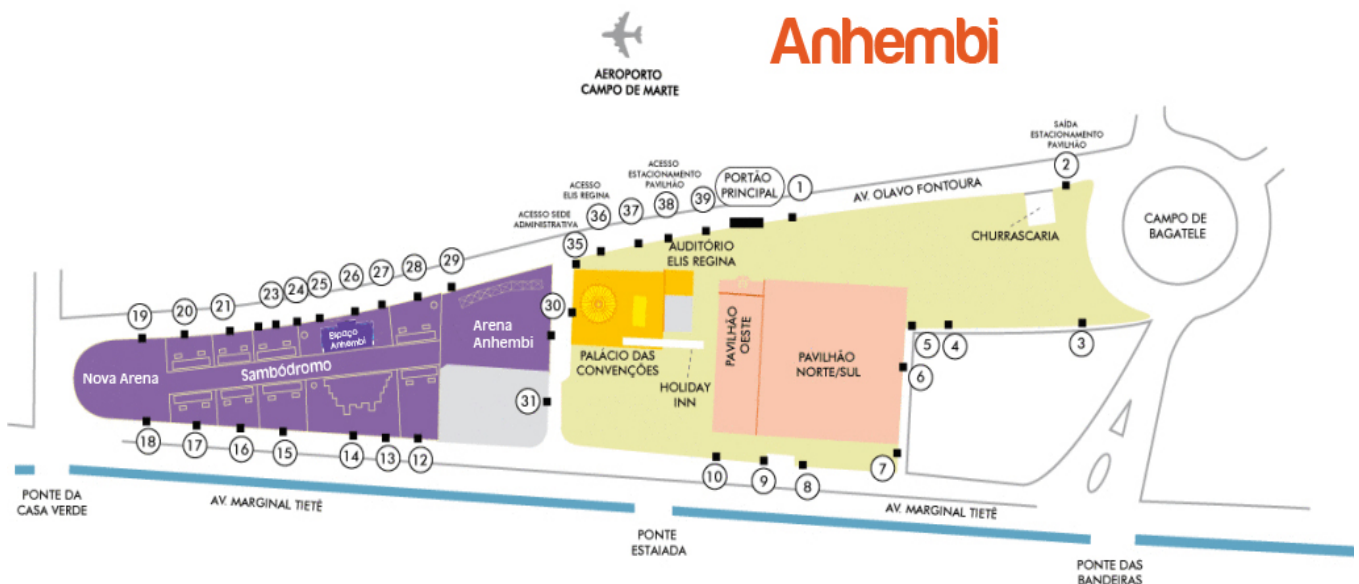 Anhembi
AEROPORTO
CAMPO DE MARTE
SAÍDA
ESTACIONAMENTO
PAVILHÃO
2
ACESSO
ESTACIONAMENTO
PAVILHÃO
38
PORTÃO
PRINCIPAL
1
AV. OLAVO FONTOURA
ACESSO
ELIS REGINA
36
37
39
ACESSO SEDE
ADMINISTRATIVA
35
CHURRASCARIA
CAMPO DE
BAGATELE
AUDITÓRIO
ELIS REGINA
19
20
21
23
24
25
26
27
28
29
30
Espaço
Anhembi
Arena
Anhembi
Nova Arena
Sambódromo
PALÁCIO DAS
CONVENÇÕES
HOLIDAY
INN
PAVILHÃO
OESTE
PAVILHÃO
NORTE/SUL
5
4
3
6
31
18
17
16
15
14
13
12
10
9
8
7
PONTE DA
CASA VERDE
AV. MARGINAL TIETÊ
PONTE
ESTAIADA
AV. MARGINAL TIETÊ
PONTE DAS
BANDEIRAS